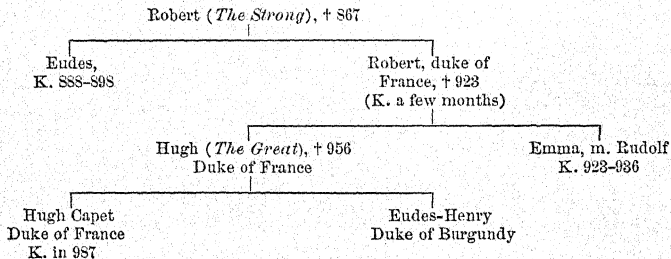 Robert (The Strong), † 867
Eudes,
K. 888–898
Robert, duke of
France, † 923
(K. a few months)
Hugh (The Great), † 956
Duke of France
Emma, m. Rudolf
K. 923–936
Hugh Capet
Duke of France
K. in 987
Eudes-Henry
Duke of Burgundy